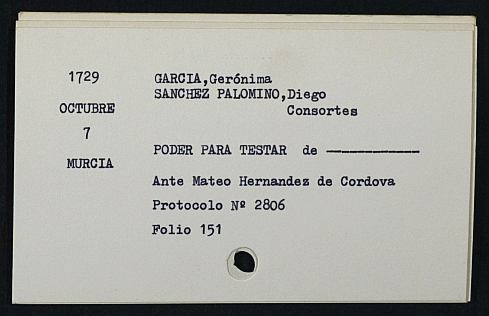 1729 GARCIA,Gerónima
SANCHEZ PALOMINO,Diego
OCTUBRE Consortes
7
PODER PARA TESTAR de ————————
MURCIA
Ante Mateo Hernandez de Cordova
Protocolo Nº 2806
Folio 151